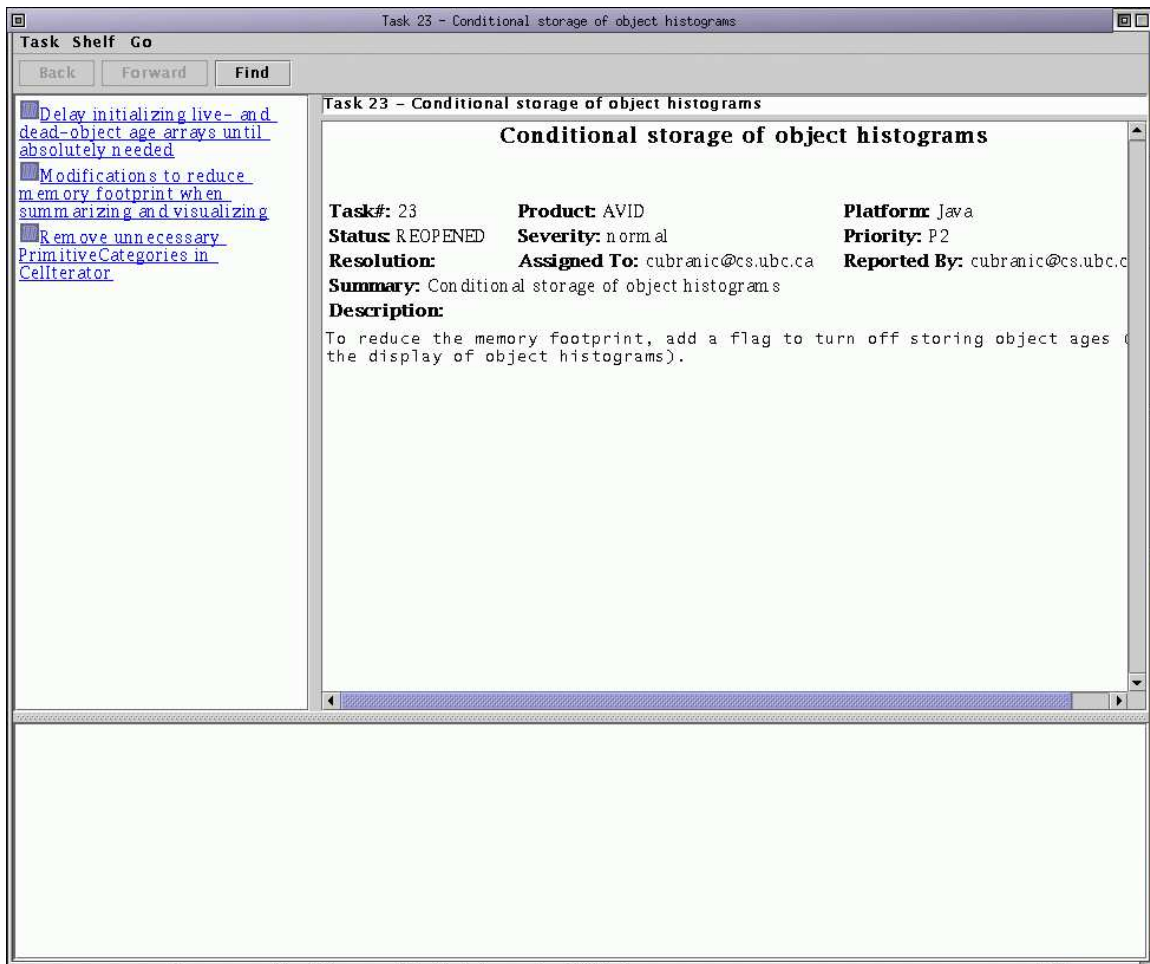 Task 23 - Conditional storage of object histograms
Task Shelf Go
Back Forward Find
Delay initializing live- and
dead-object age arrays until
absolutely needed
Modifications to reduce
memory footprint when
summarizing and visualizing
Remove unnecessary
PrimitiveCategories in
CellIterator
Task 23 - Conditional storage of object histograms
Conditional storage of object histograms
Task#: 23 Product: AVID Platform: Java
Status: REOPENED Severity: normal Priority: P2
Resolution: Assigned To: cubranic@cs.ubc.ca Reported By: cubranic@cs.ubc.c
Summary: Conditional storage of object histograms
Description:
To reduce the memory footprint, add a flag to turn off storing object ages (
the display of object histograms).